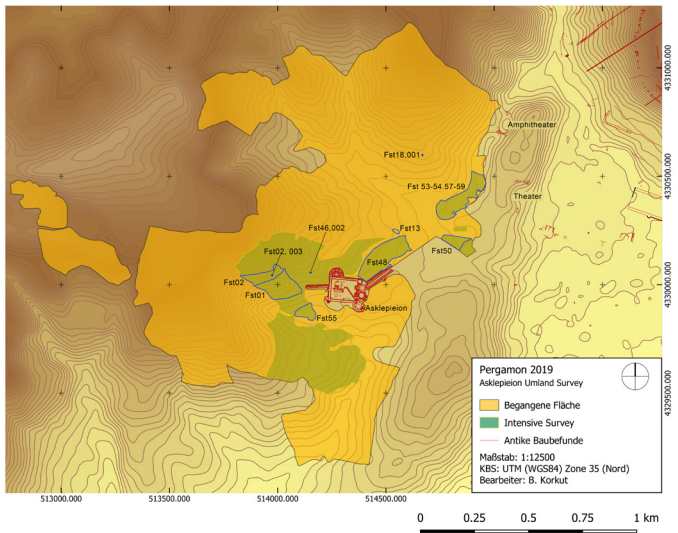 Amphitheater
Fst18,001
Theater
Fst 53-54.57-59
Fst46,002
Fst13
Fst02, 003
Fst50
Fst48
Fst02
Fst01
Asklepieion
Fst55
4331000.000
4330500.000
4330000.000
4329500.000
Pergamon 2019
Asklepieion Umland Survey
Begangene Fläche
Intensive Survey
Antike Baubefunde
Maßstab: 1:12500
KBS: UTM (WGS84) Zone 35 (Nord)
Bearbeiter: B. Korkut
513000.000 513500.000 514000.000 514500.000
0 0.25 0.5 0.75 1 km